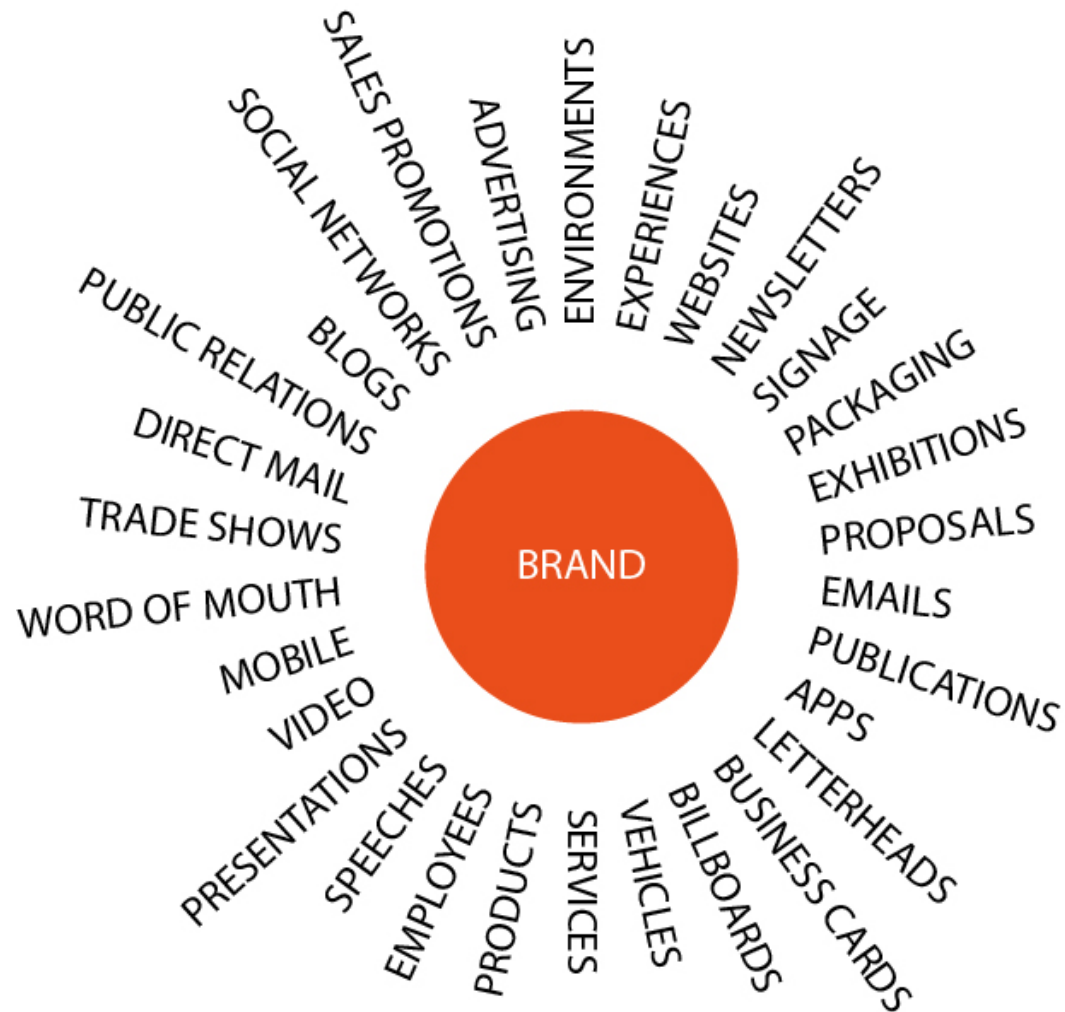 BRAND
ENVIRONMENTS
EXPERIENCES
WEBSITES
NEWSLETTERS
SIGNAGE
PACKAGING
EXHIBITIONS
PROPOSALS
EMAILS
PUBLICATIONS
APPS
LETTERHEADS
BUSINESS CARDS
BILLBOARDS
VEHICLES
SERVICES
PRODUCTS
EMPLOYEES
SPEECHES
PRESENTATIONS
VIDEO
MOBILE
WORD OF MOUTH
TRADE SHOWS
DIRECT MAIL
PUBLIC RELATIONS
BLOGS
SOCIAL NETWORKS
SALES PROMOTIONS
ADVERTISING